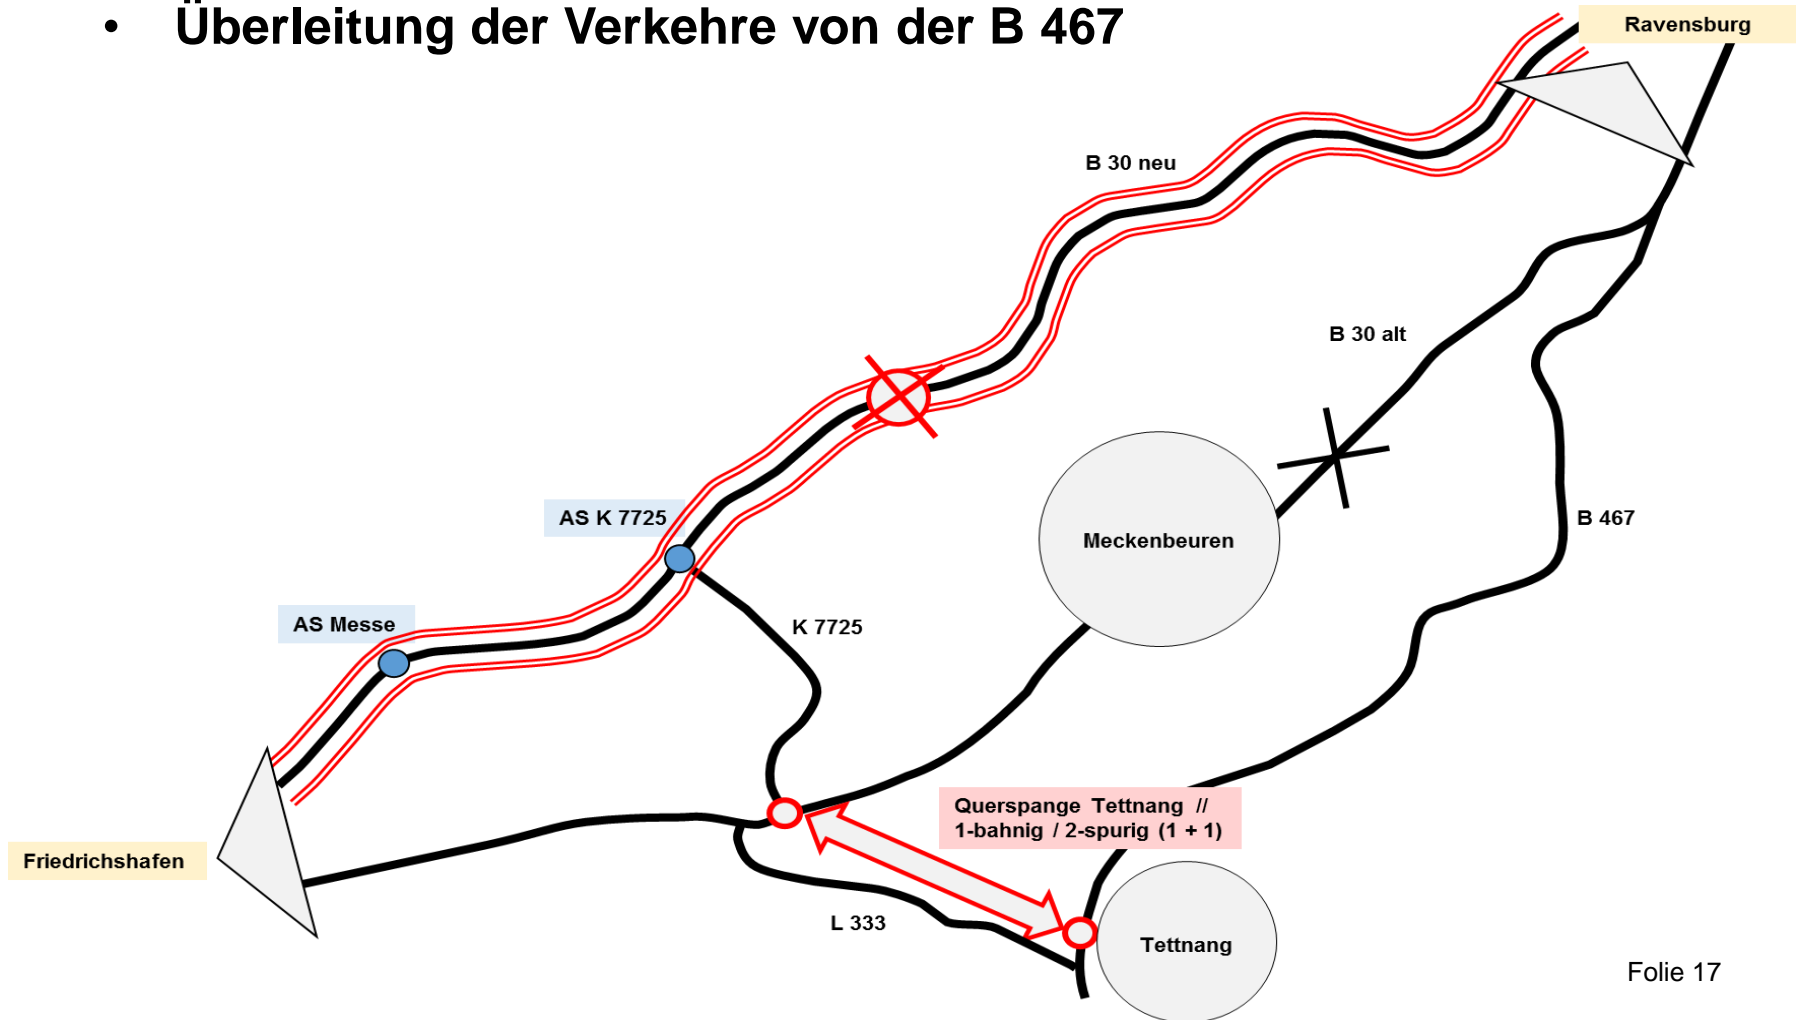 • Überleitung der Verkehre von der B 467
Ravensburg
B 30 neu
B 30 alt
AS K 7725
B 467
Meckenbeuren
AS Messe
K 7725
Querspange Tettnang //
1-bahnig / 2-spurig (1 + 1)
Friedrichshafen
L 333
Tettnang
Folie 17